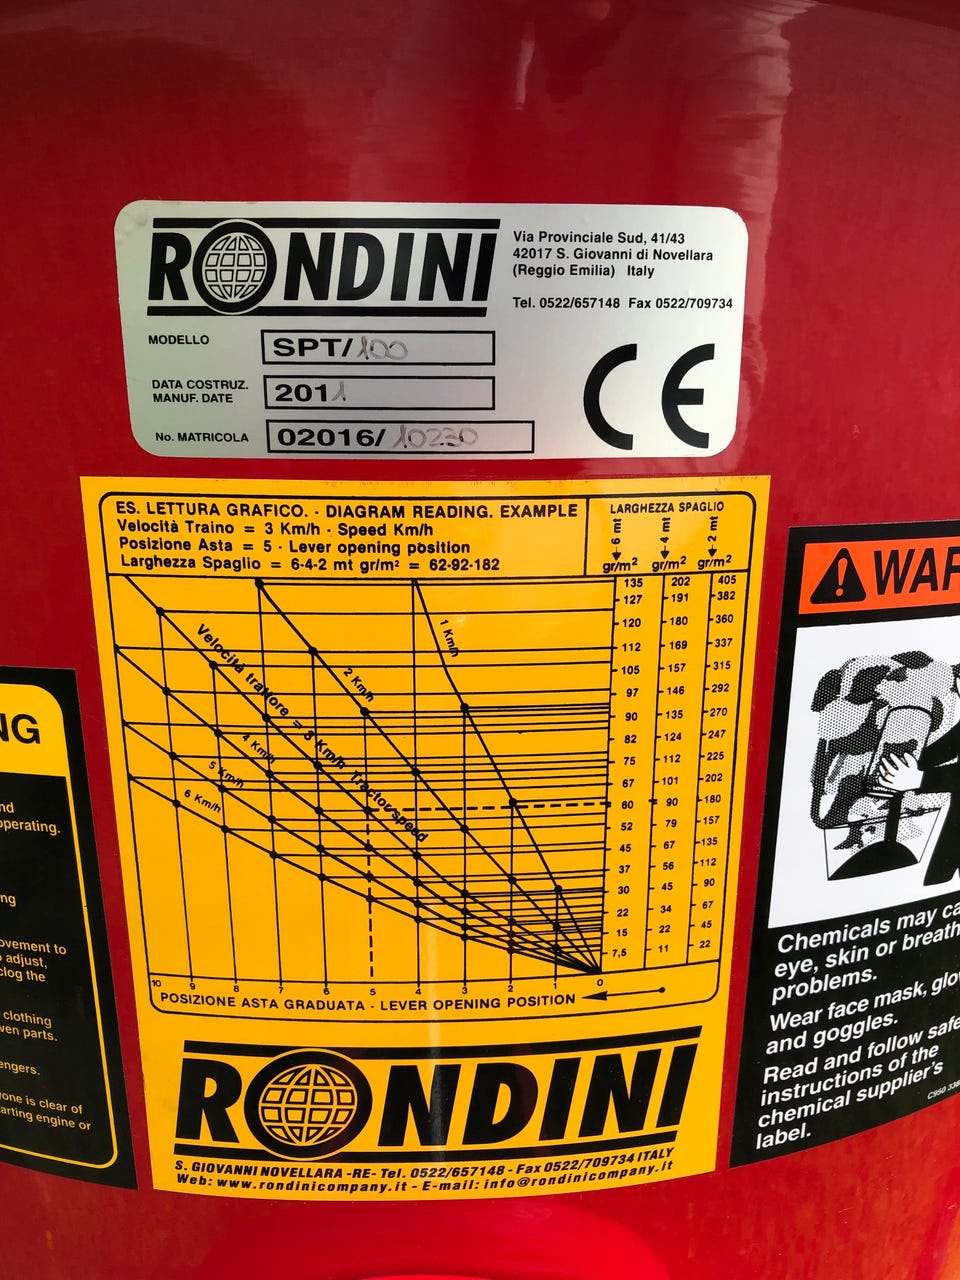 RONDINI
Via Provinciale Sud, 41/43
42017 S. Giovanni di Novellara
(Reggio Emilia) Italy
Tel. 0522/657148 Fax 0522/709734
MODELLO
SPT/100
DATA COSTRUZ.
MANUF. DATE
2011
No. MATRICOLA
02016/10230
CE
ES. LETTURA GRAFICO. - DIAGRAM READING. EXAMPLE
Velocità Traino = 3 Km/h - Speed Km/h
Posizione Asta = 5 - Lever opening position
Larghezza Spaglio = 6-4-2 mt gr/m² = 62-92-182
LARGHEZZA SPAGLIO
6 mt 4 mt 2 mt
gr/m² gr/m² gr/m²
135 202 405
127 191 382
120 180 360
112 169 337
105 157 315
97 146 292
90 135 270
82 124 247
75 112 225
67 101 202
60 90 180
52 79 157
45 67 135
37 56 112
30 45 90
22 34 67
15 22 45
7,5 11 22
1 Km/h
2 Km/h
Velocità trattore = 3 Km/h Tractor speed
4 Km/h
5 Km/h
6 Km/h
10 9 8 7 6 5 4 3 2 1 0
POSIZIONE ASTA GRADUATA - LEVER OPENING POSITION
RONDINI
S. GIOVANNI NOVELLARA -RE- Tel. 0522/657148 - Fax 0522/709734 ITALY
Web: www.rondinicompany.it - E-mail: info@rondinicompany.it
NG
nd
operating.
ng
ovement to
adjust,
clog the
clothing
ven parts.
engers.
yone is clear of
arting engine or
WAR
Chemicals may ca
eye, skin or breath
problems.
Wear face mask, glo
and goggles.
Read and follow safe
instructions of the
chemical supplier's
label.